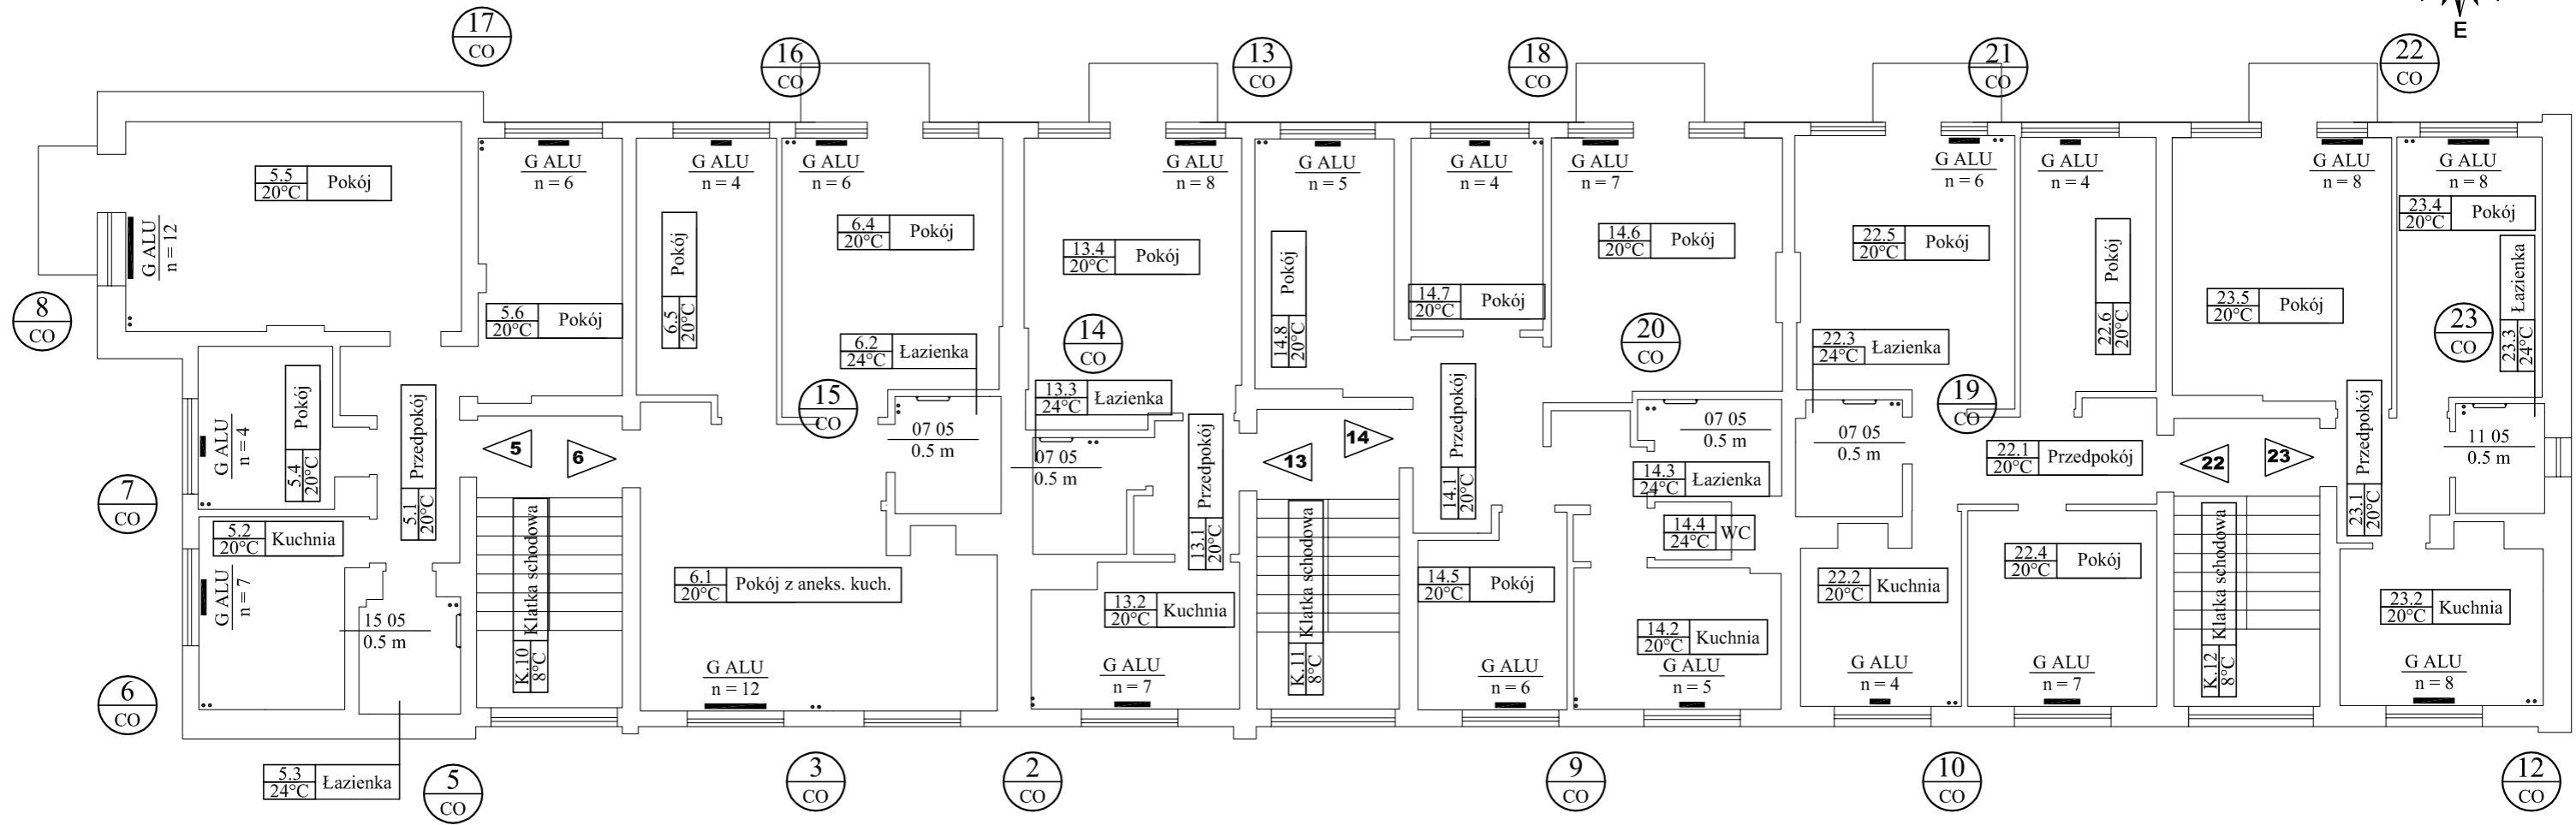 E
17
CO
16
CO
13
CO
18
CO
21
CO
22
CO
5.5
20°C
Pokój
G ALU
n = 12
G ALU
n = 6
5.6
20°C
Pokój
G ALU
n = 4
Pokój
6.5
20°C
G ALU
n = 6
6.4
20°C
Pokój
6.2
24°C
Łazienka
G ALU
n = 8
13.4
20°C
Pokój
14
CO
13.3
24°C
Łazienka
G ALU
n = 5
Pokój
14.8
20°C
G ALU
n = 4
14.7
20°C
Pokój
G ALU
n = 7
14.6
20°C
Pokój
20
CO
G ALU
n = 6
22.5
20°C
Pokój
22.3
24°C
Łazienka
G ALU
n = 4
Pokój
22.6
20°C
G ALU
n = 8
23.5
20°C
Pokój
G ALU
n = 8
23.4
20°C
Pokój
Łazienka
23.3
24°C
23
CO
8
CO
7
CO
6
CO
G ALU
n = 4
Pokój
5.4
20°C
Przedpokój
5.1
20°C
5.2
20°C
Kuchnia
G ALU
n = 7
15 05
0.5 m
5.3
24°C
Łazienka
5
6
Klatka schodowa
K.10
8°C
15
CO
07 05
0.5 m
6.1
20°C
Pokój z aneks. kuch.
G ALU
n = 12
07 05
0.5 m
Przedpokój
13.1
20°C
13.2
20°C
Kuchnia
G ALU
n = 7
13
14
Klatka schodowa
K.11
8°C
Przedpokój
14.1
20°C
14.5
20°C
Pokój
G ALU
n = 6
07 05
0.5 m
14.3
24°C
Łazienka
14.4
24°C
WC
14.2
20°C
Kuchnia
G ALU
n = 5
07 05
0.5 m
19
CO
22.1
20°C
Przedpokój
22.2
20°C
Kuchnia
G ALU
n = 4
22.4
20°C
Pokój
G ALU
n = 7
22
23
Klatka schodowa
K.12
8°C
Przedpokój
23.1
20°C
11 05
0.5 m
23.2
20°C
Kuchnia
G ALU
n = 8
5
CO
3
CO
2
CO
9
CO
10
CO
12
CO